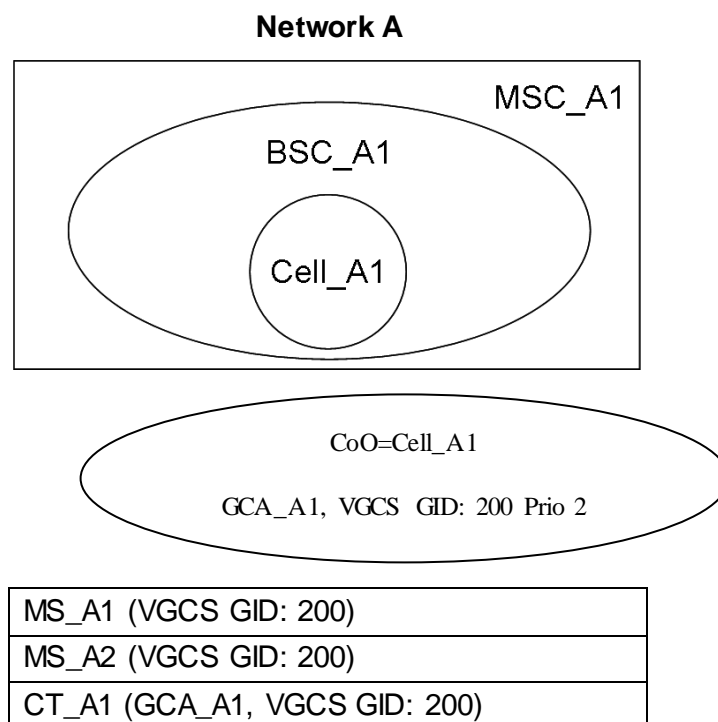 Network A
MSC_A1
BSC_A1
Cell_A1
CoO=Cell_A1
GCA_A1, VGCS GID: 200 Prio 2
MS_A1 (VGCS GID: 200)
MS_A2 (VGCS GID: 200)
CT_A1 (GCA_A1, VGCS GID: 200)